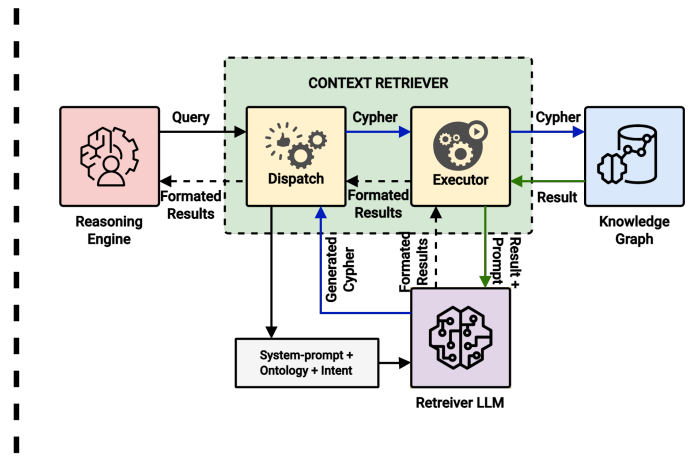 CONTEXT RETRIEVER
Query
Cypher
Cypher
Dispatch
Executor
Formated
Results
Formated
Results
Result
Reasoning
Engine
Knowledge
Graph
Generated
Cypher
Formated
Results
Result +
Prompt
System-prompt +
Ontology + Intent
Retreiver LLM